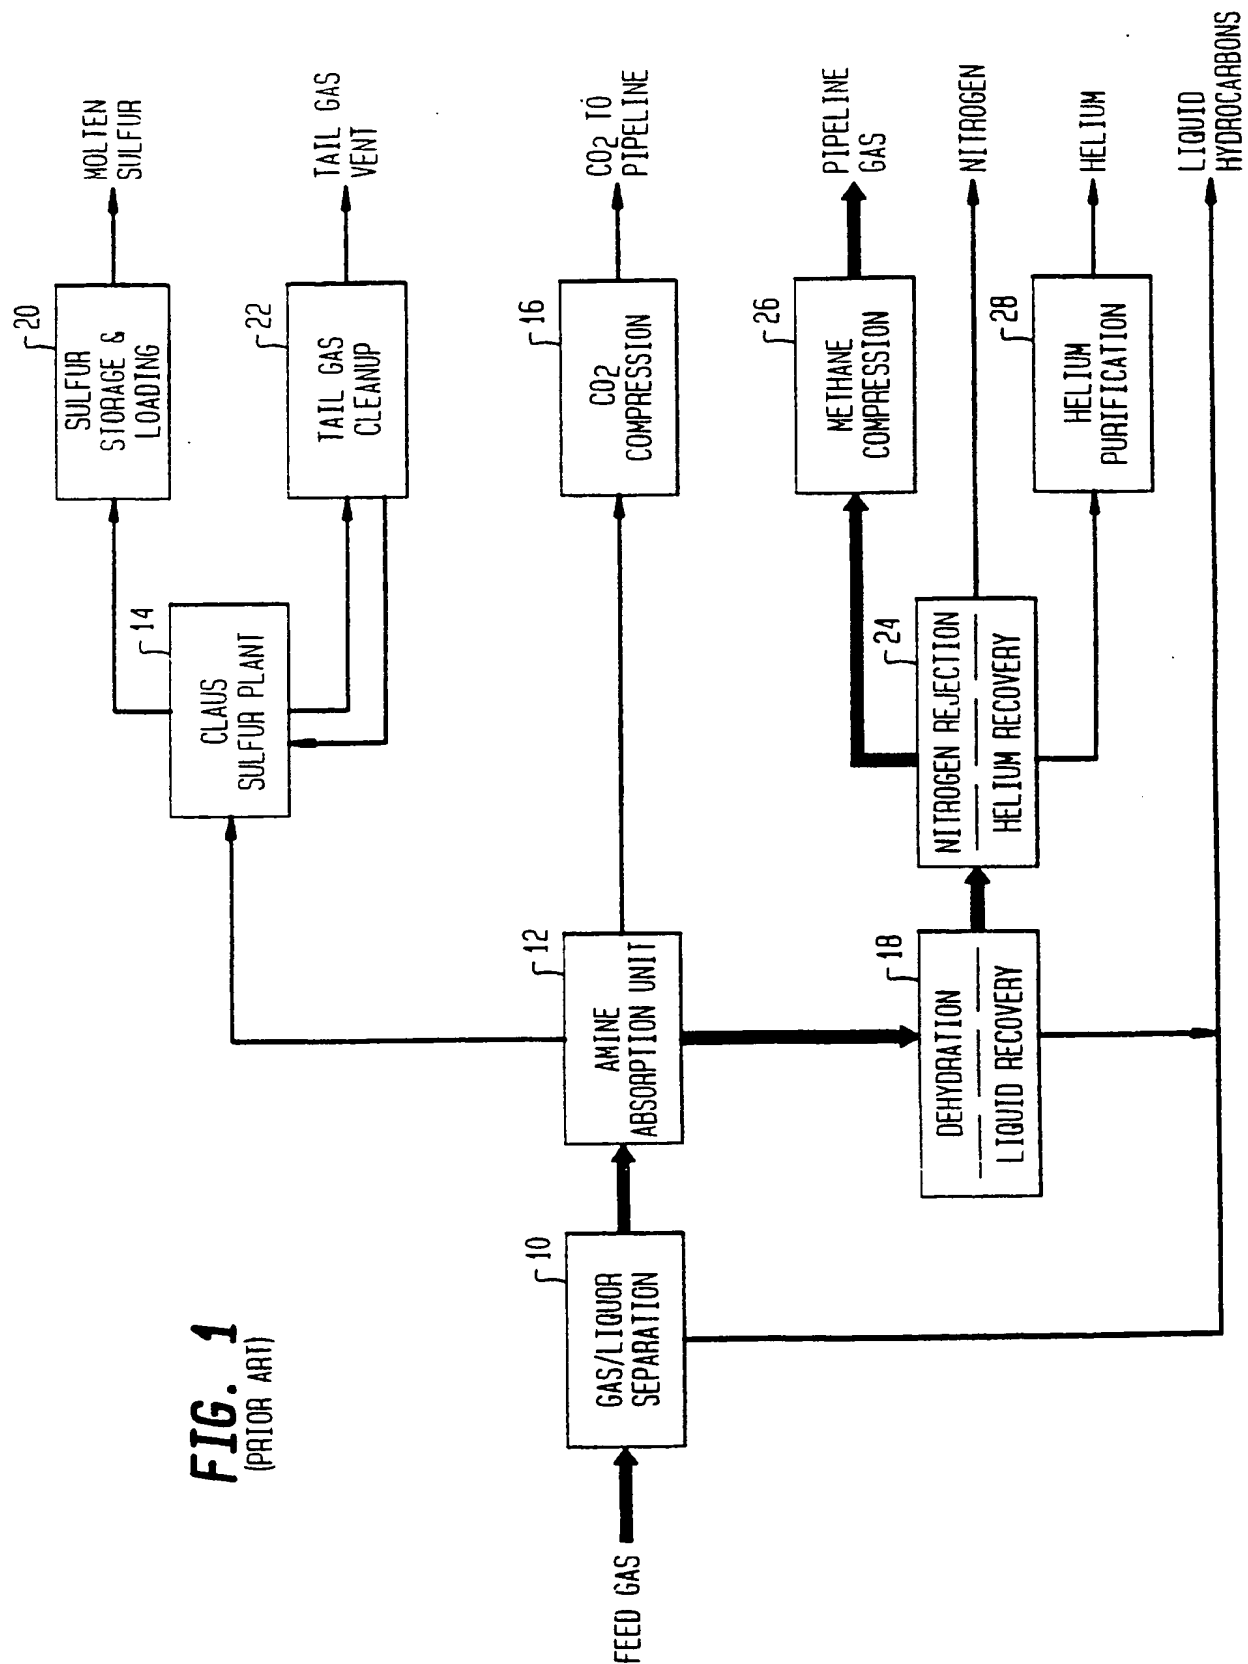 FIG. 1
(PRIOR ART)
FEED GAS
10
GAS/LIQUOR
SEPARATION
12
AMINE
ABSORPTION UNIT
14
CLAUS
SULFUR PLANT
20
SULFUR
STORAGE &
LOADING
MOLTEN
SULFUR
22
TAIL GAS
CLEANUP
TAIL GAS
VENT
16
CO2
COMPRESSION
CO2 TO
PIPELINE
18
DEHYDRATION
LIQUID RECOVERY
24
NITROGEN REJECTION
HELIUM RECOVERY
26
METHANE
COMPRESSION
PIPELINE
GAS
NITROGEN
28
HELIUM
PURIFICATION
HELIUM
LIQUID
HYDROCARBONS